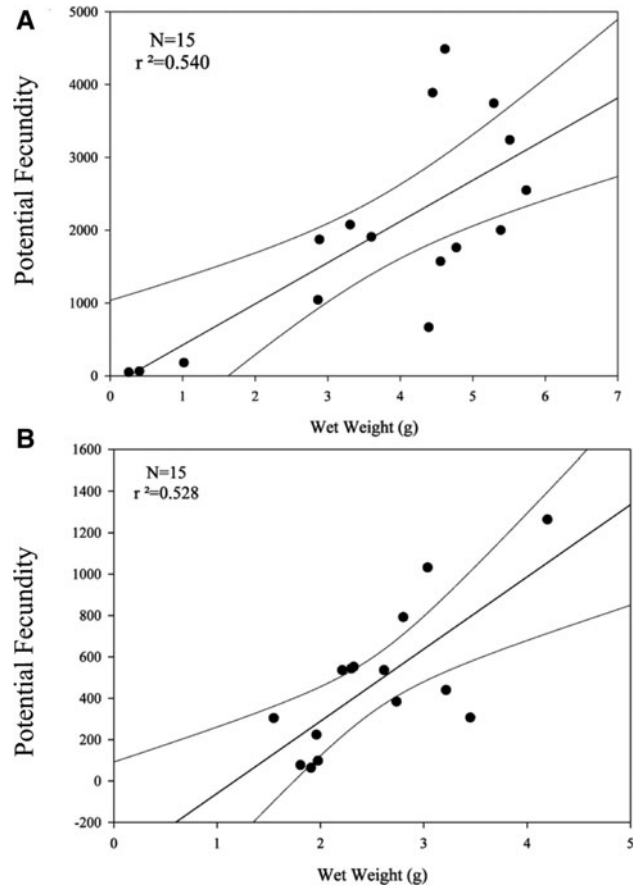 A
N=15
r ²=0.540
Potential Fecundity
5000
4000
3000
2000
1000
0
0 1 2 3 4 5 6 7
Wet Weight (g)
B
N=15
r ²=0.528
Potential Fecundity
1600
1400
1200
1000
800
600
400
200
0
-200
0 1 2 3 4 5
Wet Weight (g)